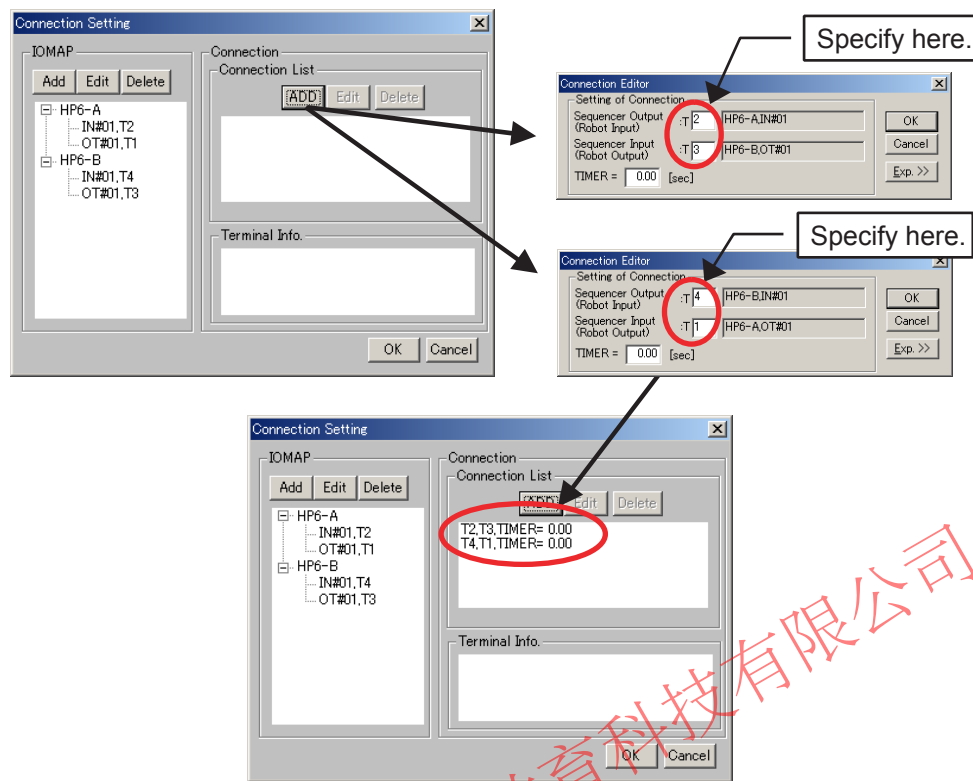 Connection Setting
IOMAP
Add Edit Delete
HP6-A
IN#01,T2
OT#01,T1
HP6-B
IN#01,T4
OT#01,T3
Connection
Connection List
ADD Edit Delete
Terminal Info.
OK Cancel
Specify here.
Connection Editor
Setting of Connection
Sequencer Output :T 2 HP6-A,IN#01
(Robot Input)
Sequencer Input :T 3 HP6-B,OT#01
(Robot Output)
TIMER = 0.00 [sec]
OK
Cancel
Exp. >>
Specify here.
Connection Editor
Setting of Connection
Sequencer Output :T 4 HP6-B,IN#01
(Robot Input)
Sequencer Input :T 1 HP6-A,OT#01
(Robot Output)
TIMER = 0.00 [sec]
OK
Cancel
Exp. >>
Connection Setting
IOMAP
Add Edit Delete
HP6-A
IN#01,T2
OT#01,T1
HP6-B
IN#01,T4
OT#01,T3
Connection
Connection List
ADD Edit Delete
T2,T3,TIMER= 0.00
T4,T1,TIMER= 0.00
Terminal Info.
OK Cancel
育科技有限公司